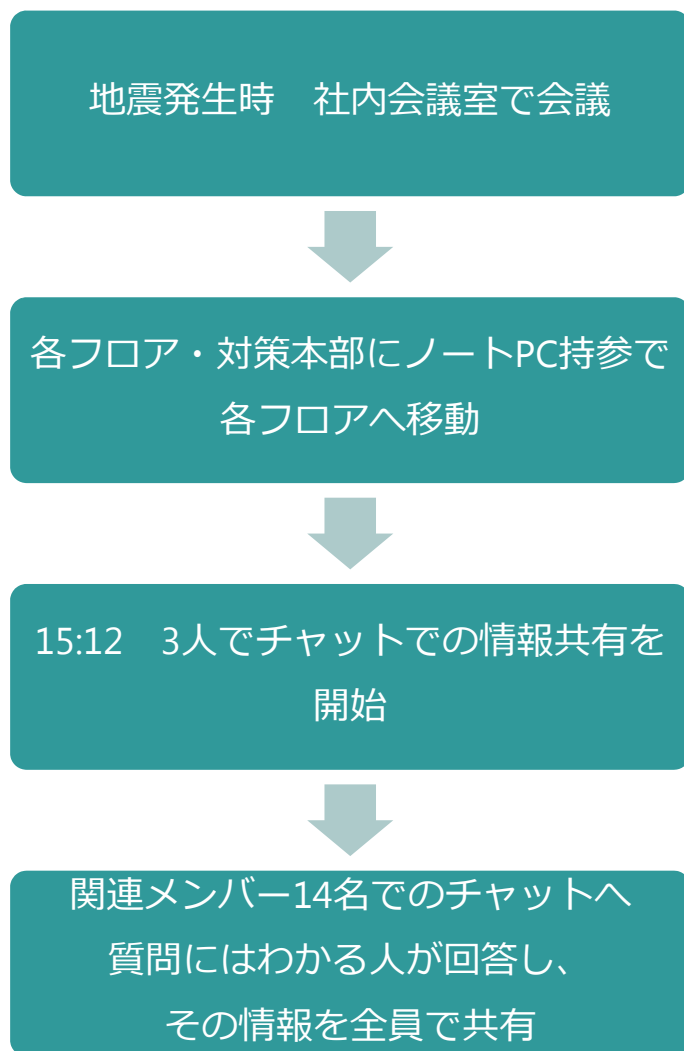 地震発生時　社内会議室で会議
各フロア・対策本部にノートPC持参で
各フロアへ移動
15:12　3人でチャットでの情報共有を
開始
関連メンバー14名でのチャットへ
質問にはわかる人が回答し、
その情報を全員で共有